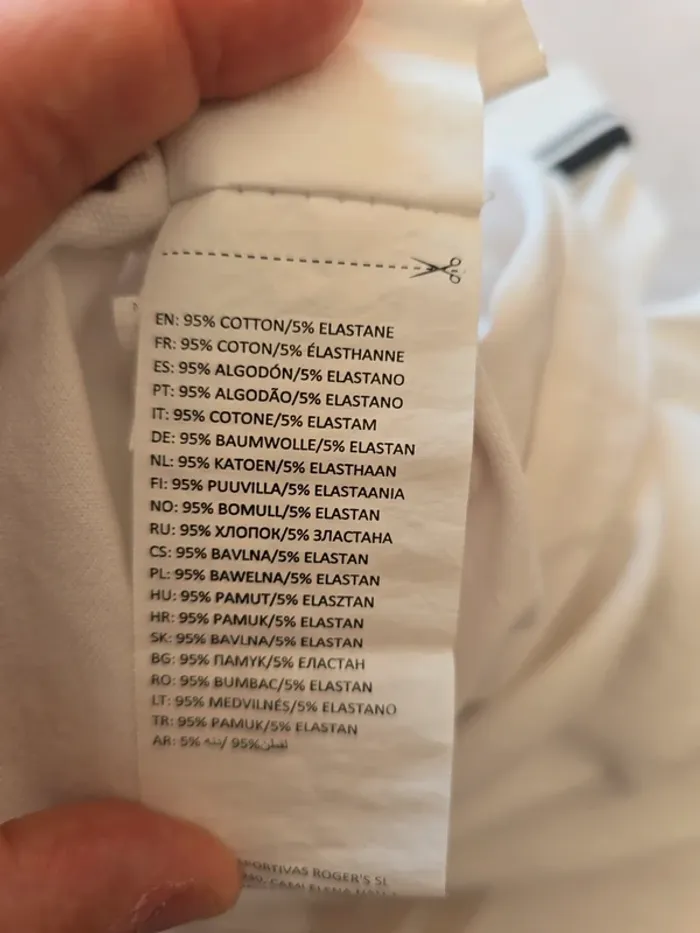 EN: 95% COTTON/5% ELASTANE
FR: 95% COTON/5% ÉLASTHANNE
ES: 95% ALGODÓN/5% ELASTANO
PT: 95% ALGODÃO/5% ELASTANO
IT: 95% COTONE/5% ELASTAM
DE: 95% BAUMWOLLE/5% ELASTAN
NL: 95% KATOEN/5% ELASTHAAN
FI: 95% PUUVILLA/5% ELASTAANIA
NO: 95% BOMULL/5% ELASTAN
RU: 95% ХЛОПОК/5% ЗЛАСТАНА
CS: 95% BAVLNA/5% ELASTAN
PL: 95% BAWELNA/5% ELASTAN
HU: 95% PAMUT/5% ELASZTAN
HR: 95% PAMUK/5% ELASTAN
SK: 95% BAVLNA/5% ELASTAN
BG: 95% ПАМУК/5% ЕЛАСТАН
RO: 95% BUMBAC/5% ELASTAN
LT: 95% MEDVILNÉS/5% ELASTANO
TR: 95% PAMUK/5% ELASTAN
AR: 5% / 95%
ROGER'S SL